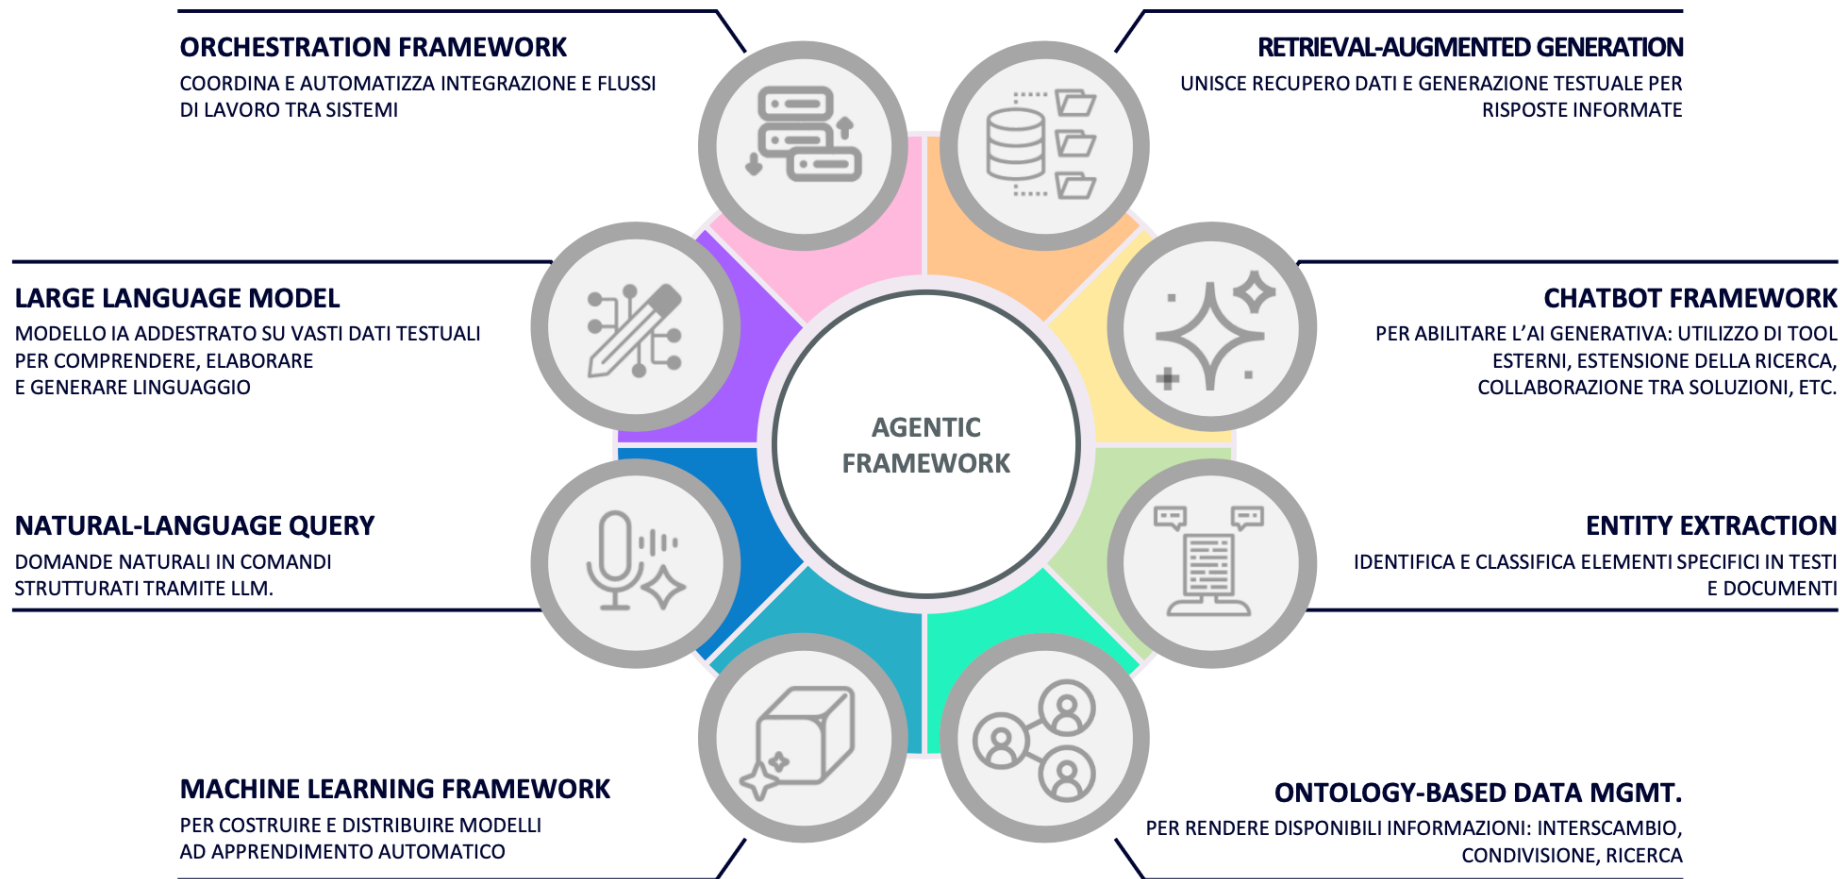 ORCHESTRATION FRAMEWORK
COORDINA E AUTOMATIZZA INTEGRAZIONE E FLUSSI
DI LAVORO TRA SISTEMI
RETRIEVAL-AUGMENTED GENERATION
UNISCE RECUPERO DATI E GENERAZIONE TESTUALE PER
RISPOSTE INFORMATE
LARGE LANGUAGE MODEL
MODELLO IA ADDESTRATO SU VASTI DATI TESTUALI
PER COMPRENDERE, ELABORARE
E GENERARE LINGUAGGIO
CHATBOT FRAMEWORK
PER ABILITARE L’AI GENERATIVA: UTILIZZO DI TOOL
ESTERNI, ESTENSIONE DELLA RICERCA,
COLLABORAZIONE TRA SOLUZIONI, ETC.
AGENTIC
FRAMEWORK
NATURAL-LANGUAGE QUERY
DOMANDE NATURALI IN COMANDI
STRUTTURATI TRAMITE LLM.
ENTITY EXTRACTION
IDENTIFICA E CLASSIFICA ELEMENTI SPECIFICI IN TESTI
E DOCUMENTI
MACHINE LEARNING FRAMEWORK
PER COSTRUIRE E DISTRIBUIRE MODELLI
AD APPRENDIMENTO AUTOMATICO
ONTOLOGY-BASED DATA MGMT.
PER RENDERE DISPONIBILI INFORMAZIONI: INTERSCAMBIO,
CONDIVISIONE, RICERCA